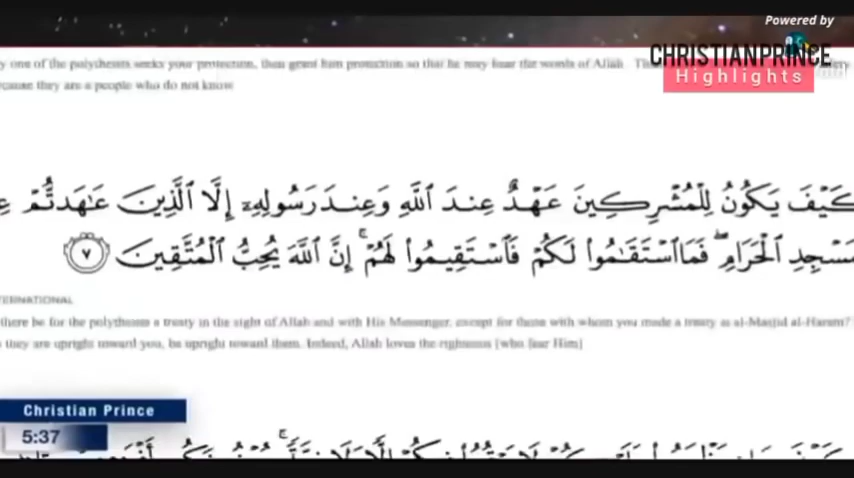 Powered by
CHRISTIANPRINCE
Highlights
y one of the polytheists seeks your protection, then grant him protection so that he may hear the words of Allah.
cause they are a people who do not know
كَيْفَ يَكُونُ لِلْمُشْرِكِينَ عَهْدٌ عِندَ ٱللَّهِ وَعِندَ رَسُولِهِۦٓ إِلَّا ٱلَّذِينَ عَـٰهَدتُّمْ عِ
مَسْجِدِ ٱلْحَرَامِ ۖ فَمَا ٱسْتَقَـٰمُوا۟ لَكُمْ فَٱسْتَقِيمُوا۟ لَهُمْ ۚ إِنَّ ٱللَّهَ يُحِبُّ ٱلْمُتَّقِينَ ٧
TERNATIONAL
there be for the polytheists a treaty in the sight of Allah and with His Messenger, except for those with whom you made a treaty at al-Masjid al-Haram?
they are upright toward you, be upright toward them. Indeed, Allah loves the righteous [who fear Him]
Christian Prince
5:37